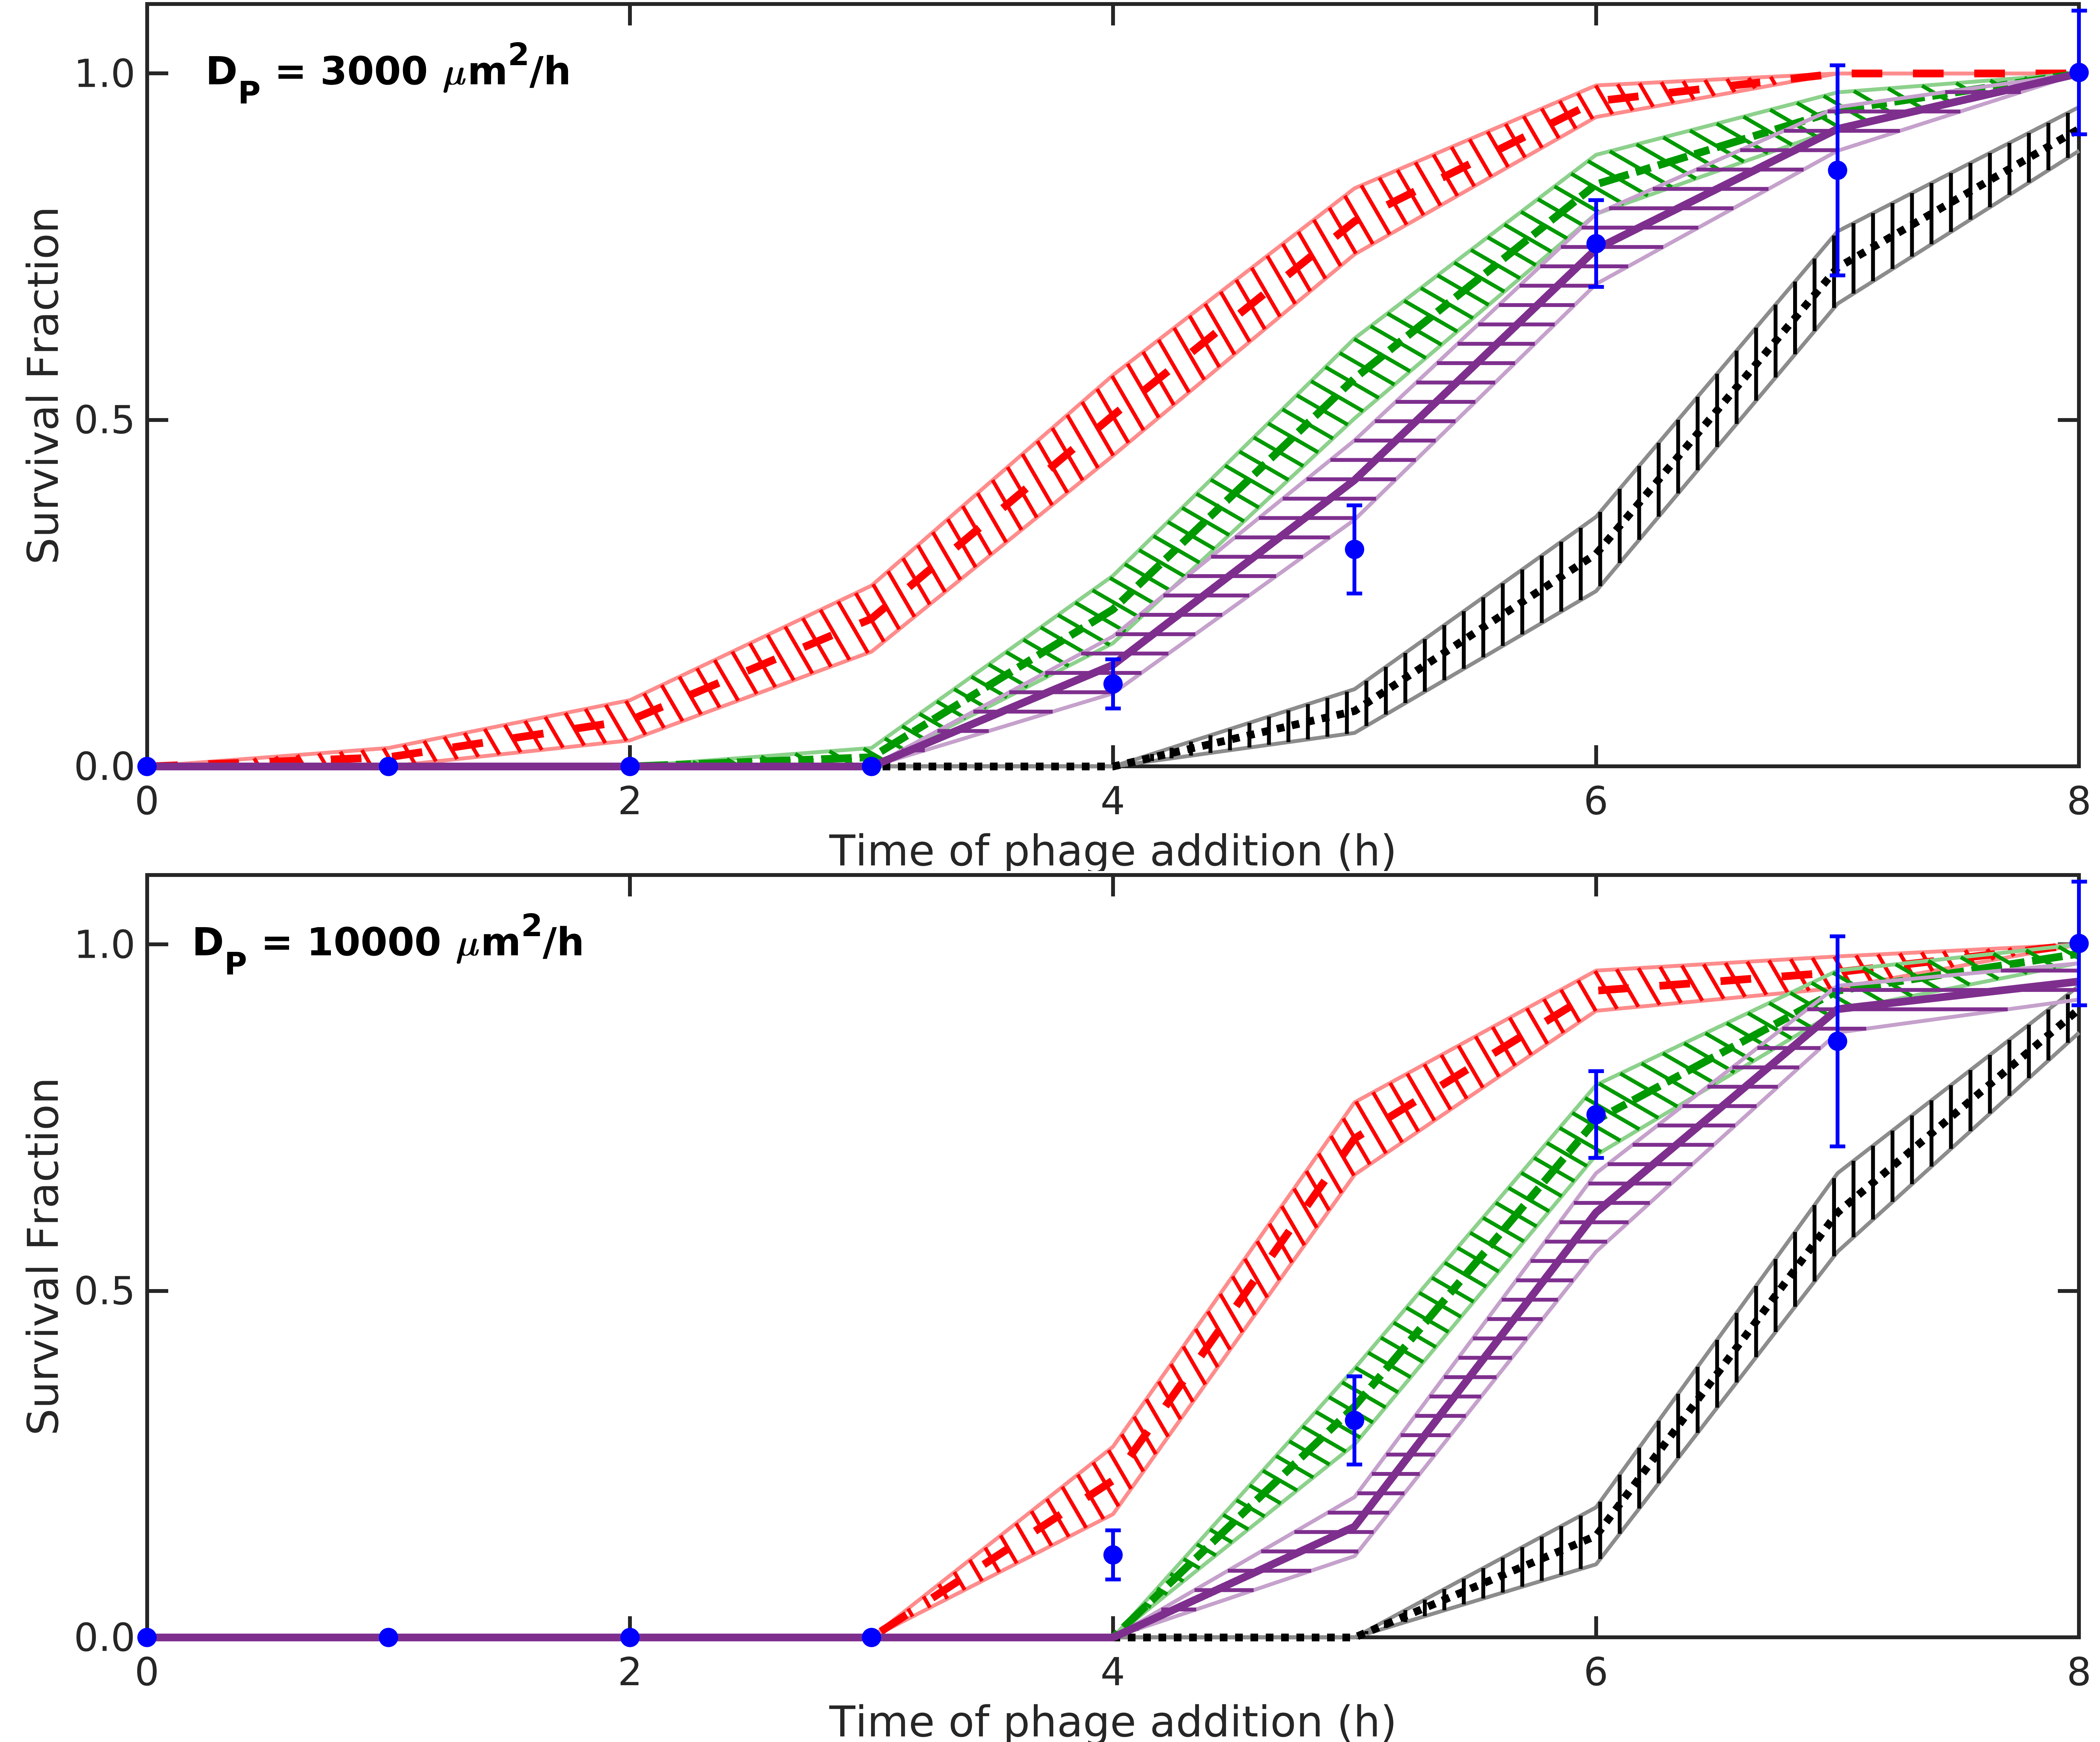 D_P = 3000 μm²/h
1.0
0.5
0.0
Survival Fraction
0 2 4 6 8
Time of phage addition (h)
D_P = 10000 μm²/h
1.0
0.5
0.0
Survival Fraction
0 2 4 6 8
Time of phage addition (h)